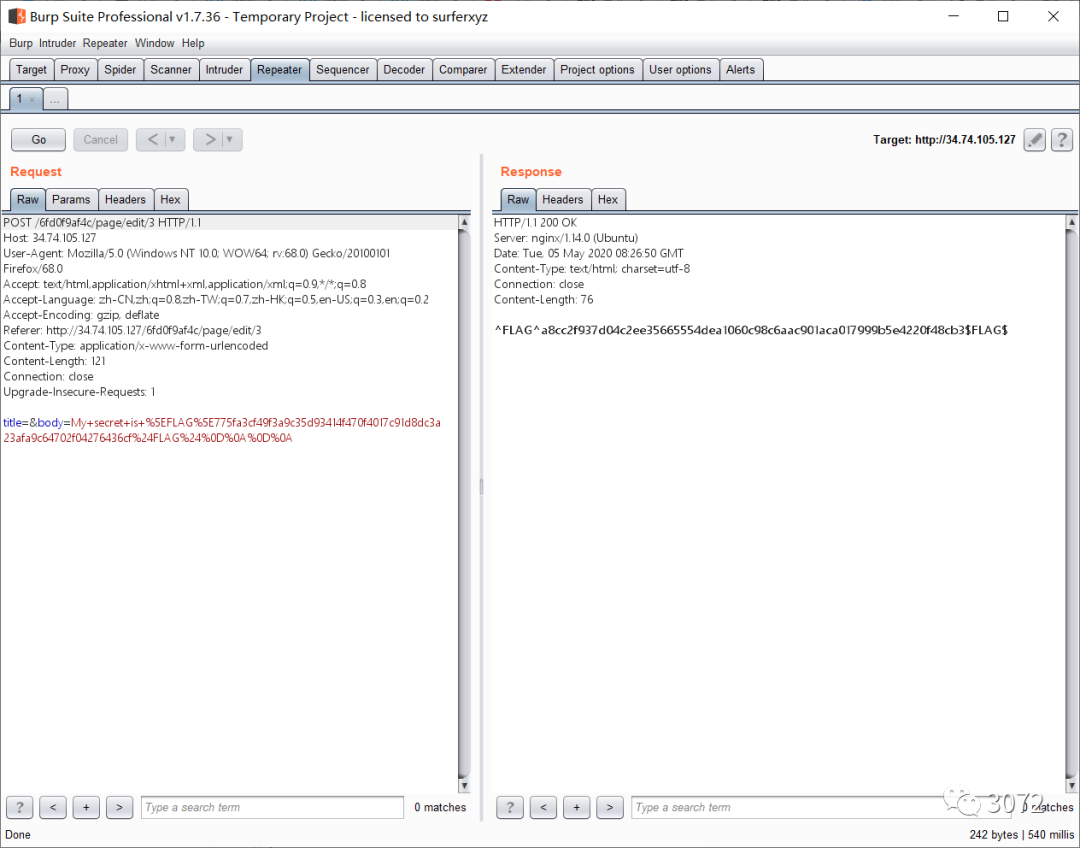 Burp Suite Professional v1.7.36 - Temporary Project - licensed to surferxyz
Burp Intruder Repeater Window Help
Target Proxy Spider Scanner Intruder Repeater Sequencer Decoder Comparer Extender Project options User options Alerts
1 × ...
Go Cancel < ▼ > ▼ Target: http://34.74.105.127 ?
Request
Raw Params Headers Hex
POST /6fd0f9af4c/page/edit/3 HTTP/1.1
Host: 34.74.105.127
User-Agent: Mozilla/5.0 (Windows NT 10.0; WOW64; rv:68.0) Gecko/20100101
Firefox/68.0
Accept: text/html,application/xhtml+xml,application/xml;q=0.9,*/*;q=0.8
Accept-Language: zh-CN,zh;q=0.8,zh-TW;q=0.7,zh-HK;q=0.5,en-US;q=0.3,en;q=0.2
Accept-Encoding: gzip, deflate
Referer: http://34.74.105.127/6fd0f9af4c/page/edit/3
Content-Type: application/x-www-form-urlencoded
Content-Length: 121
Connection: close
Upgrade-Insecure-Requests: 1
title=&body=My+secret+is+%5EFLAG%5E775fa3cf49f3a9c35d93414f470f4017c91d8dc3a
23afa9c64702f04276436cf%24FLAG%24%0D%0A%0D%0A
? < + > Type a search term 0 matches
Response
Raw Headers Hex
HTTP/1.1 200 OK
Server: nginx/1.14.0 (Ubuntu)
Date: Tue, 05 May 2020 08:26:50 GMT
Content-Type: text/html; charset=utf-8
Connection: close
Content-Length: 76
^FLAG^a8cc2f937d04c2ee35665554dea1060c98c6aac901aca017999b5e4220f48cb3$FLAG$
? < + > Type a search term 0 matches
3072
Done 242 bytes | 540 millis